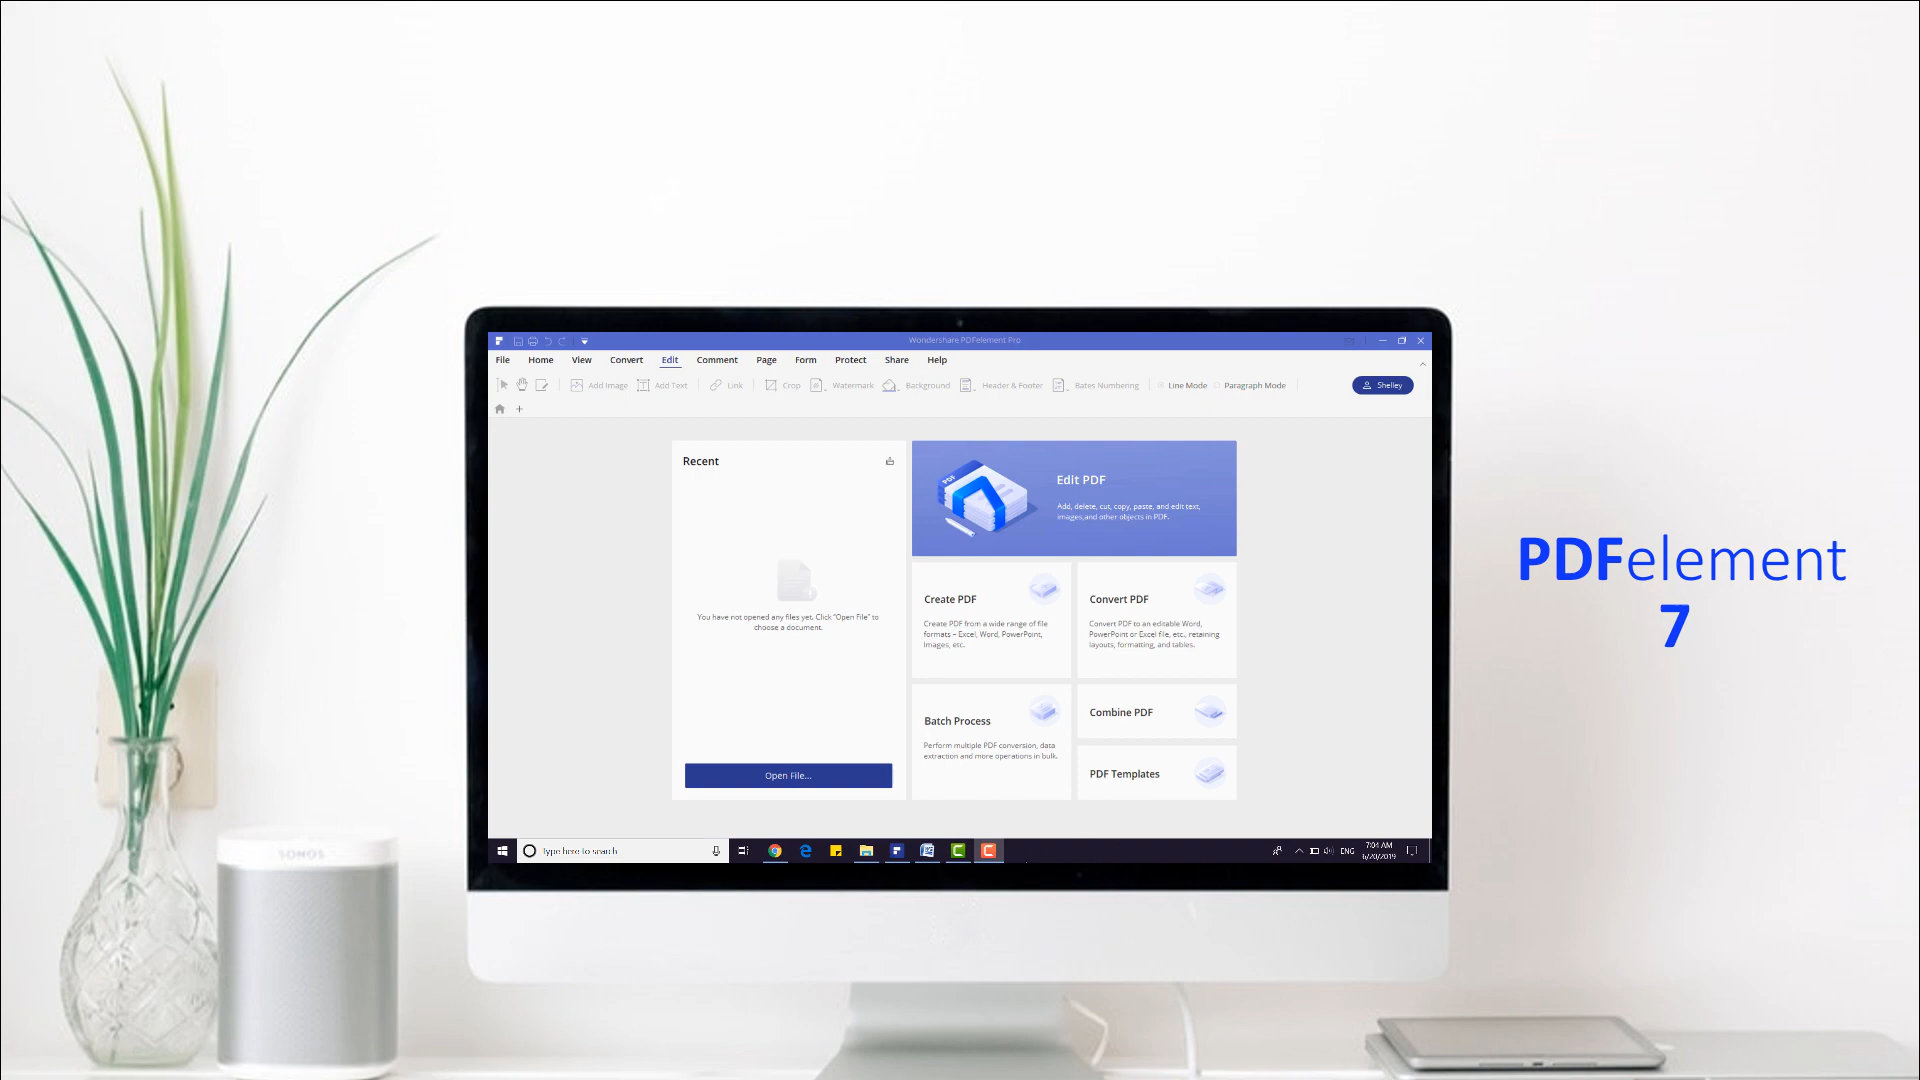 Wondershare PDFelement Pro
File Home View Convert Edit Comment Page Form Protect Share Help
Add Image Add Text Link Crop Watermark Background Header & Footer Bates Numbering Line Mode Paragraph Mode Shelley
Recent
You have not opened any files yet. Click "Open File" to
choose a document.
Open File...
PDF
Edit PDF
Add, delete, cut, copy, paste, and edit text,
images,and other objects in PDF.
Create PDF
Create PDF from a wide range of file
formats – Excel, Word, PowerPoint,
Images, etc.
Convert PDF
Convert PDF to an editable Word,
PowerPoint or Excel file, etc., retaining
layouts, formatting, and tables.
Batch Process
Perform multiple PDF conversion, data
extraction and more operations in bulk.
Combine PDF
PDF Templates
Type here to search
ENG
7:04 AM
6/20/2019
PDFelement
7
SONOS